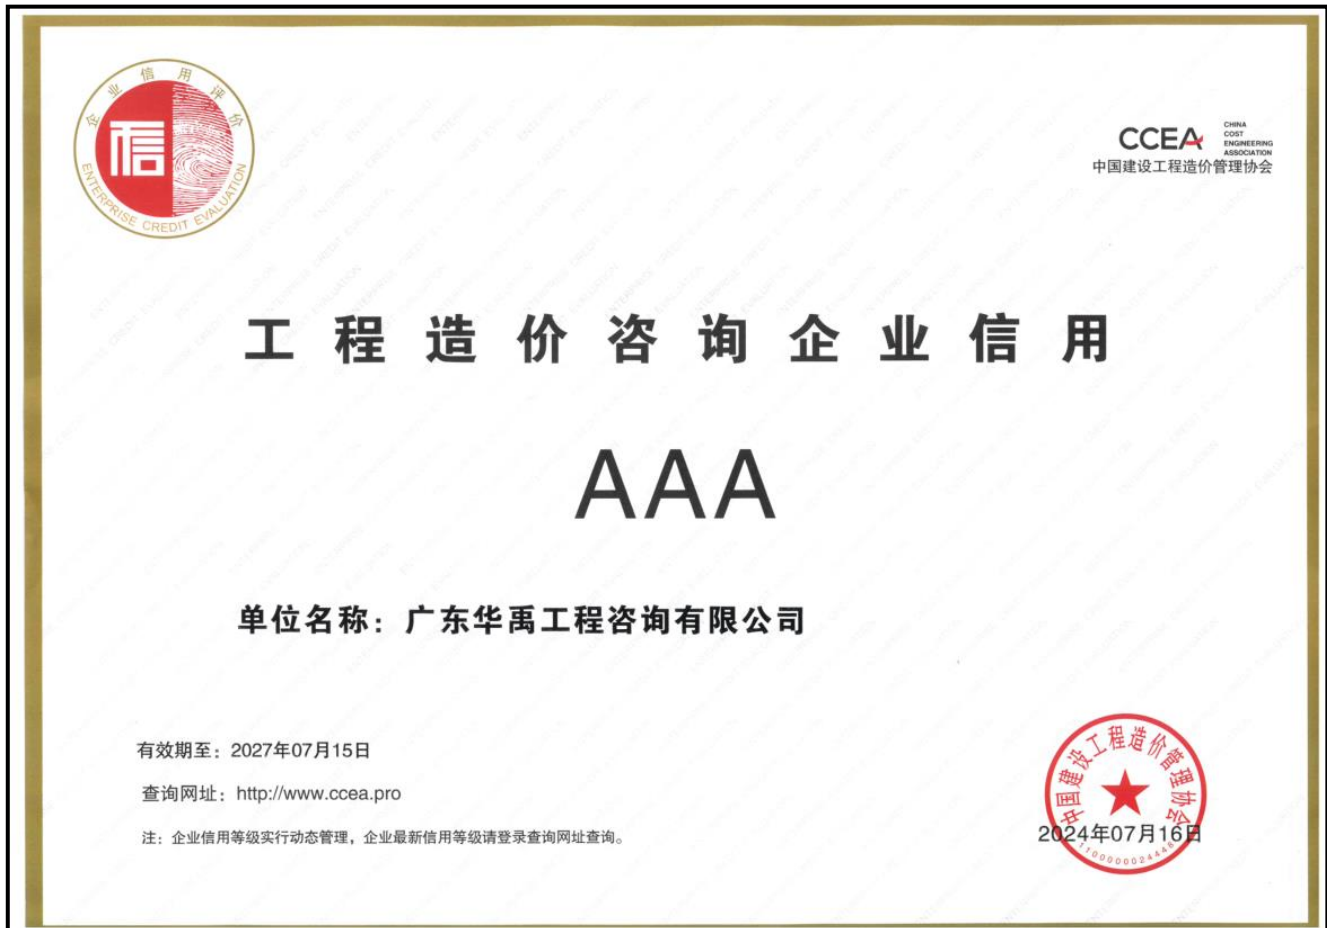 企业信用评价
信
ENTERPRISE CREDIT EVALUATION
CCEA
CHINA
COST
ENGINEERING
ASSOCIATION
中国建设工程造价管理协会
工程造价咨询企业信用
AAA
单位名称：广东华禹工程咨询有限公司
有效期至：2027年07月15日
查询网址：http://www.ccea.pro
注：企业信用等级实行动态管理，企业最新信用等级请登录查询网址查询。
中国建设工程造价管理协会
2024年07月16日